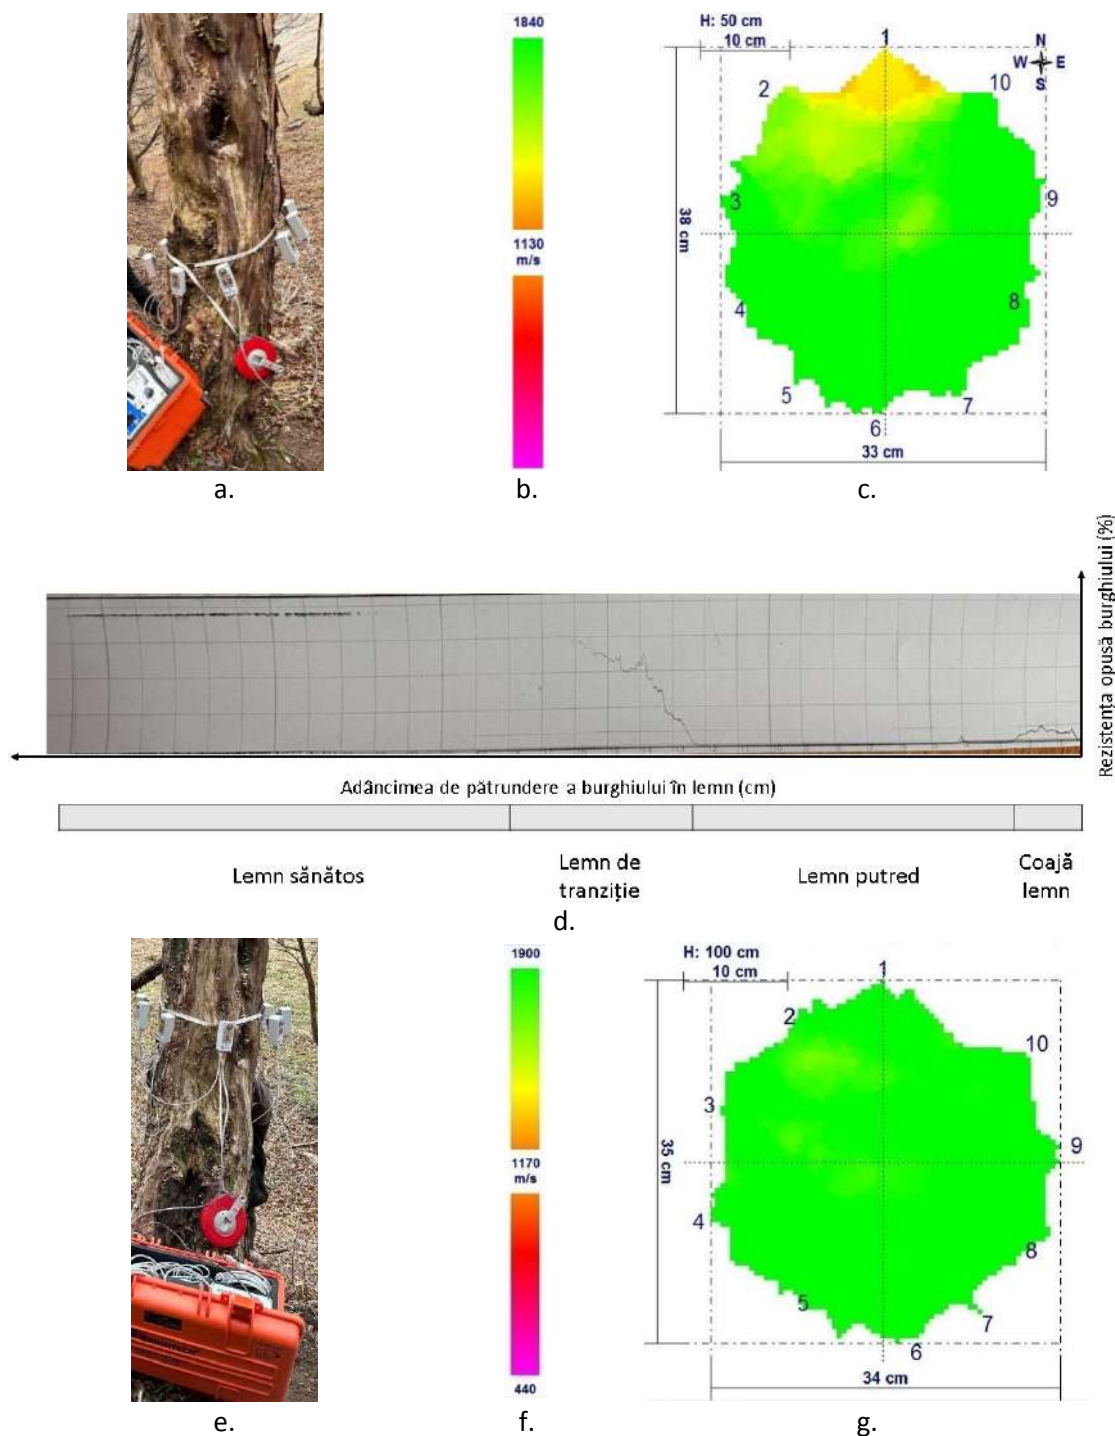 1840
1130
m/s
H: 50 cm
10 cm
N
W E
S
1
2
10
3
9
38 cm
4
8
5
7
6
33 cm
a.
b.
c.
Rezistența opusă burghiului (%)
Adâncimea de pătrundere a burghiului în lemn (cm)
Lemn sănătos
Lemn de
tranziție
Lemn putred
Coajă
lemn
d.
1900
1170
m/s
440
H: 100 cm
10 cm
1
2
10
3
9
35 cm
4
8
5
7
6
34 cm
e.
f.
g.